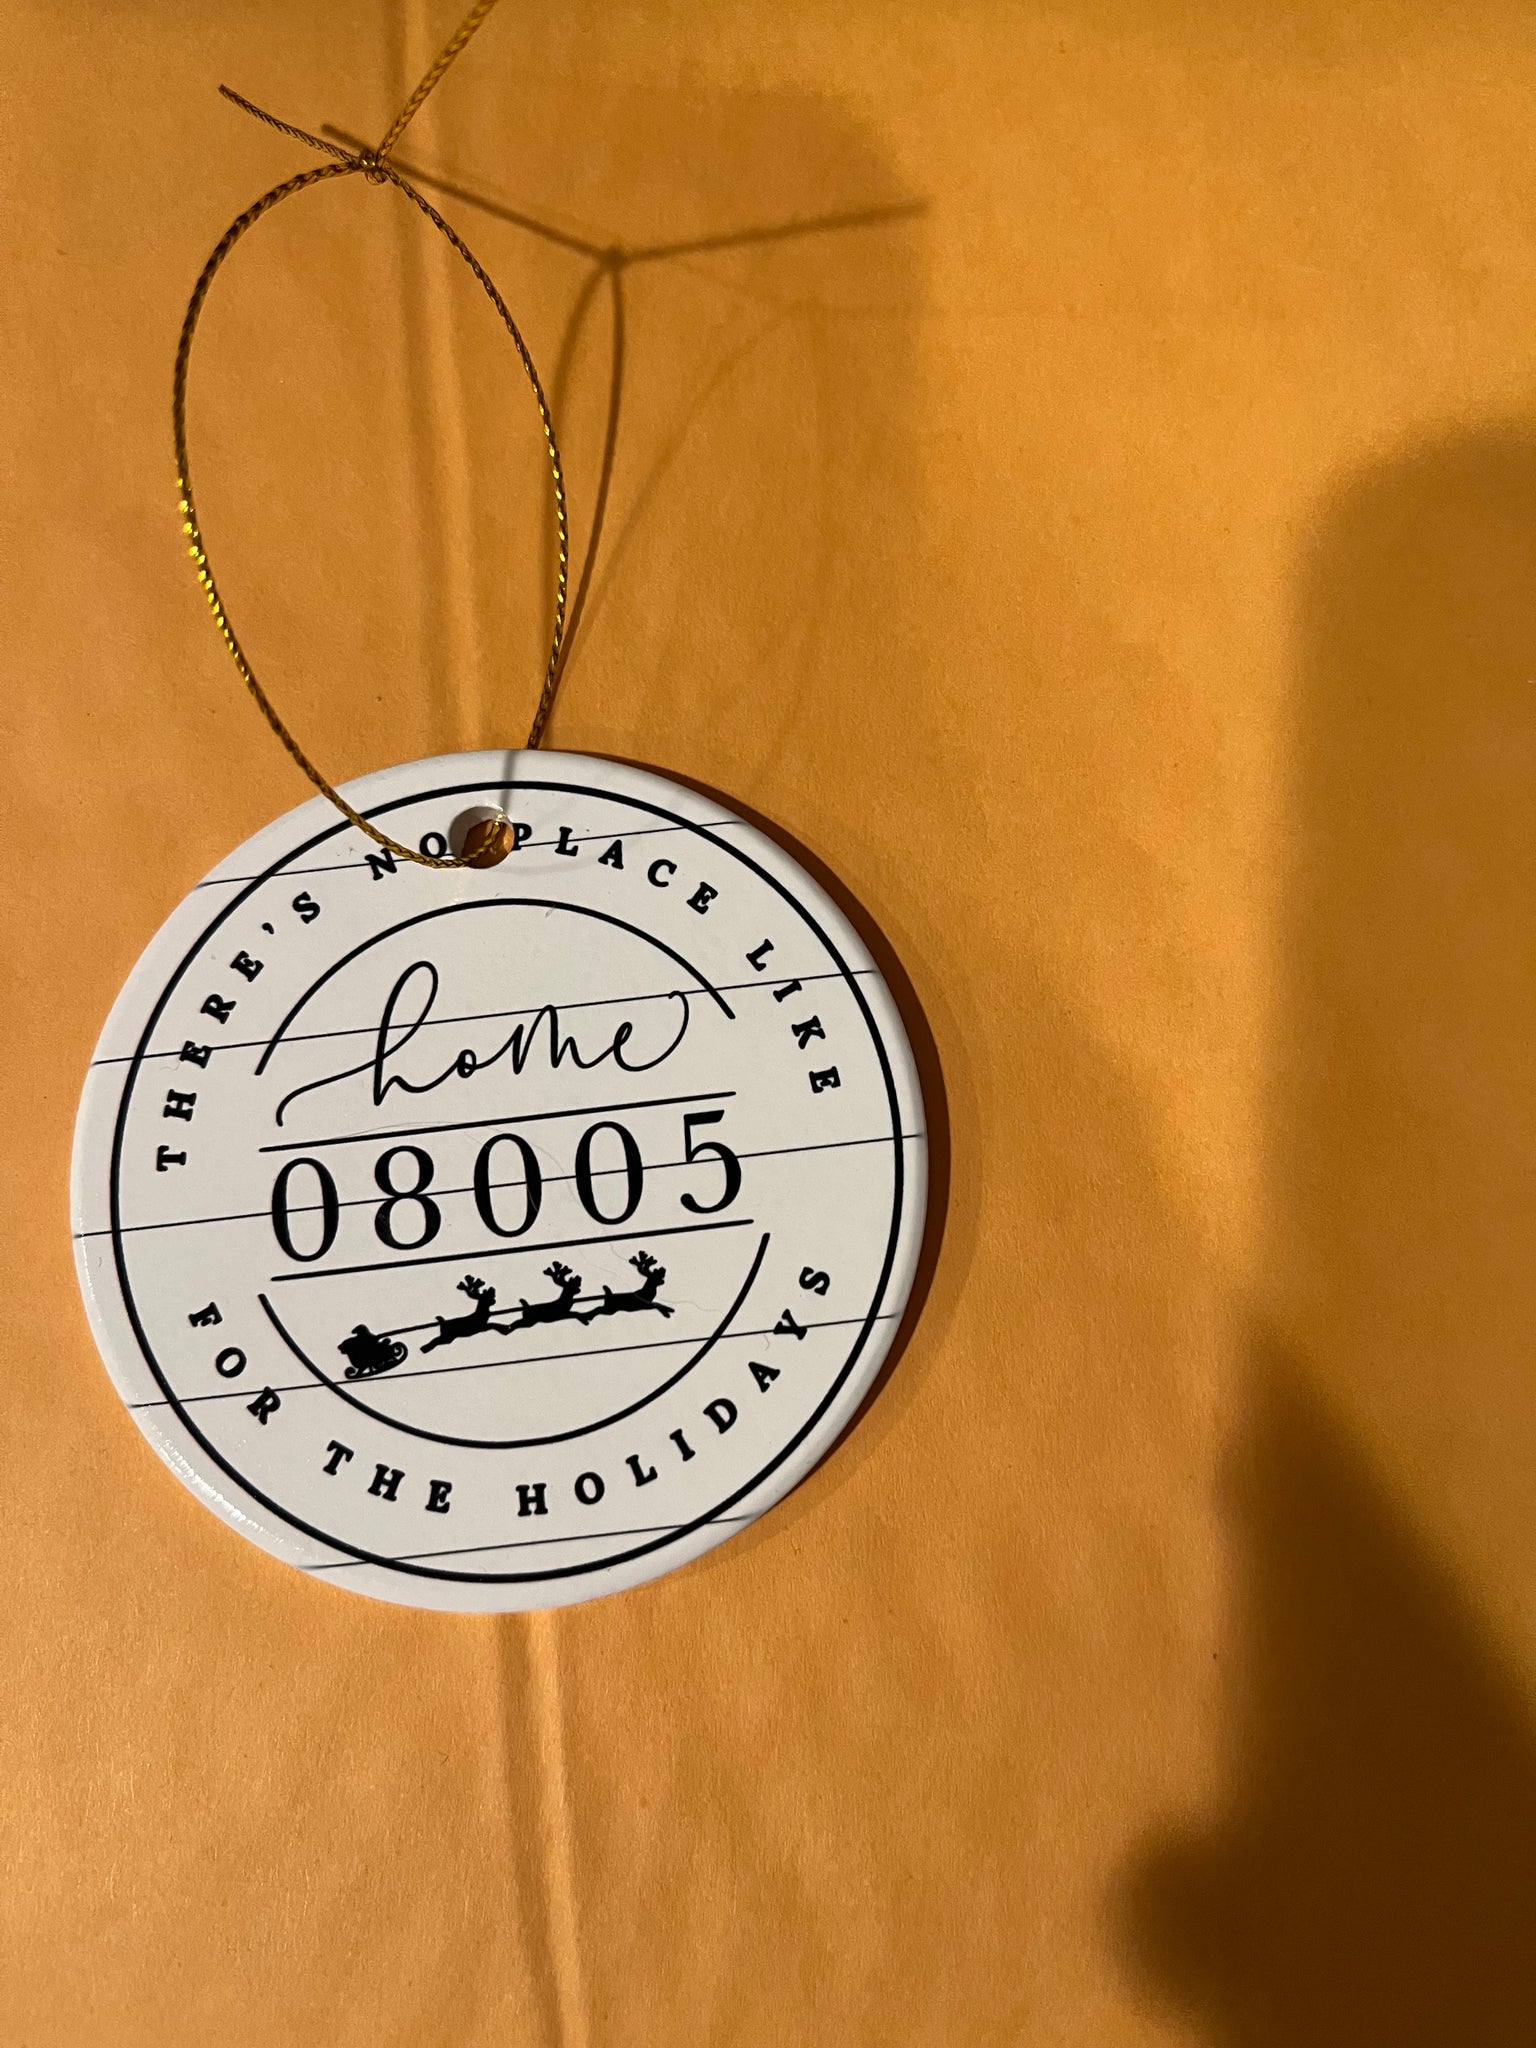 THERE'S NO PLACE LIKE
home
08005
FOR THE HOLIDAYS